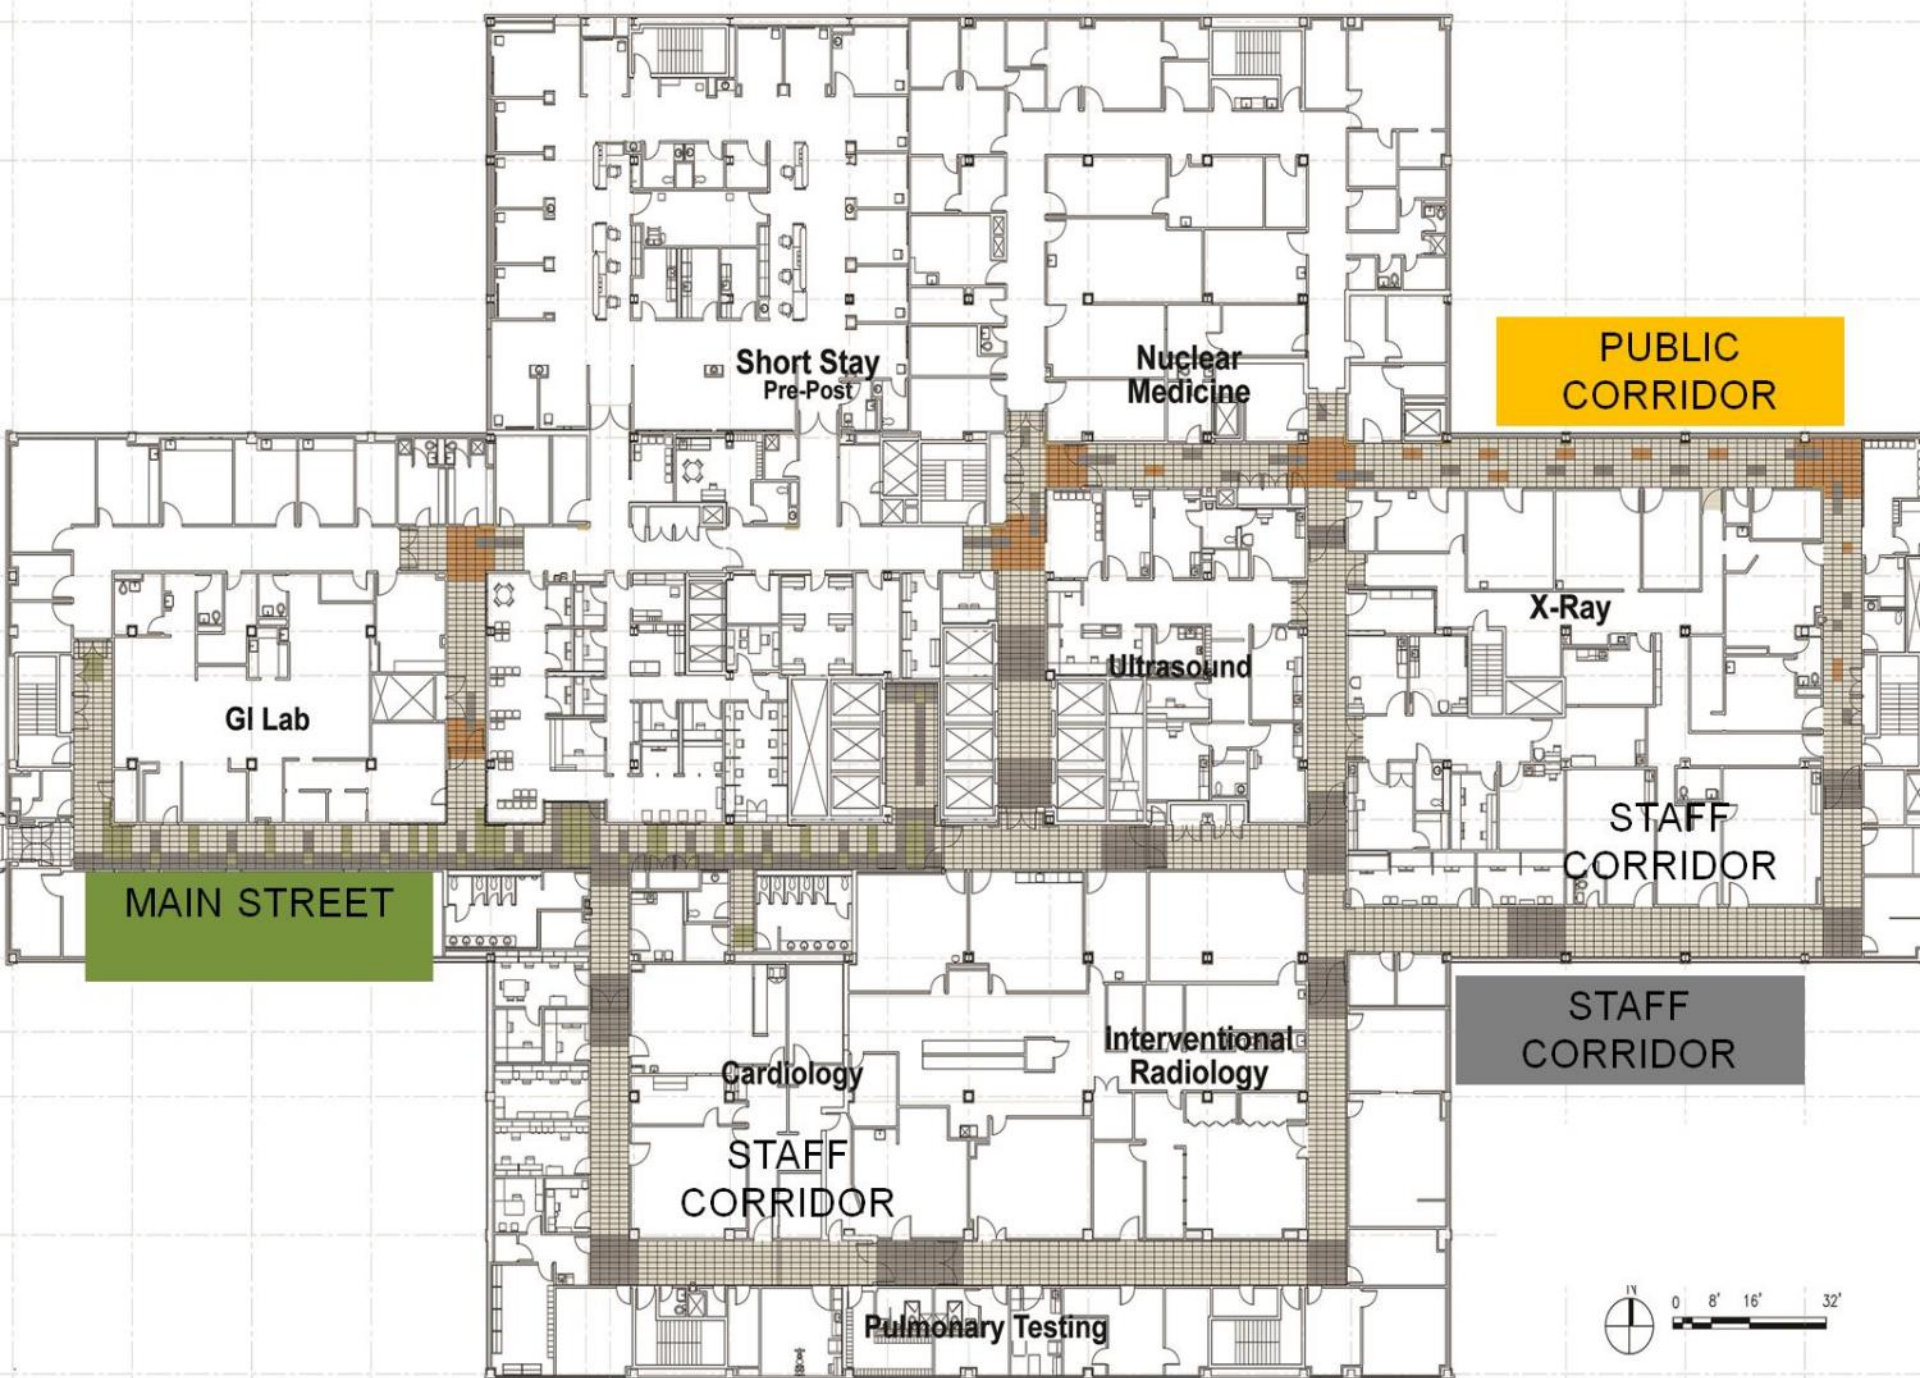 Short Stay
Pre-Post
Nuclear
Medicine
PUBLIC
CORRIDOR
X-Ray
Ultrasound
GI Lab
STAFF
CORRIDOR
MAIN STREET
STAFF
CORRIDOR
Interventional
Radiology
Cardiology
STAFF
CORRIDOR
Pulmonary Testing
N
0 8' 16' 32'